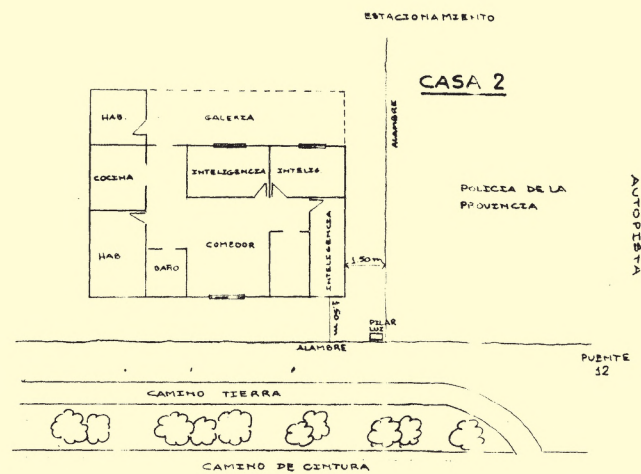 ESTACIONAMIENTO
CASA 2
ALAMBRE
HAB.
GALERIA
COCINA
INTELIGENCIA
INTELIG.
POLICIA DE LA
PROVINCIA
AUTOPISTA
HAB
BAÑO
COMEDOR
INTELIGENCIA
1.50 m
1.50 m
PILAR
LUZ
ALAMBRE
PUENTE
12
CAMINO TIERRA
CAMINO DE CINTURA